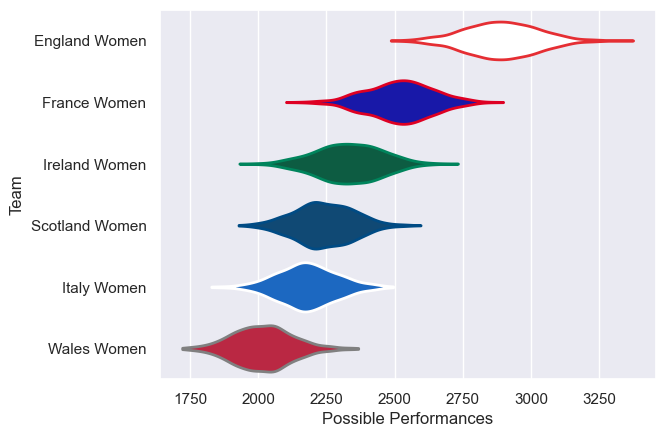 England Women
France Women
Ireland Women
Scotland Women
Italy Women
Wales Women
Team
1750 2000 2250 2500 2750 3000 3250
Possible Performances